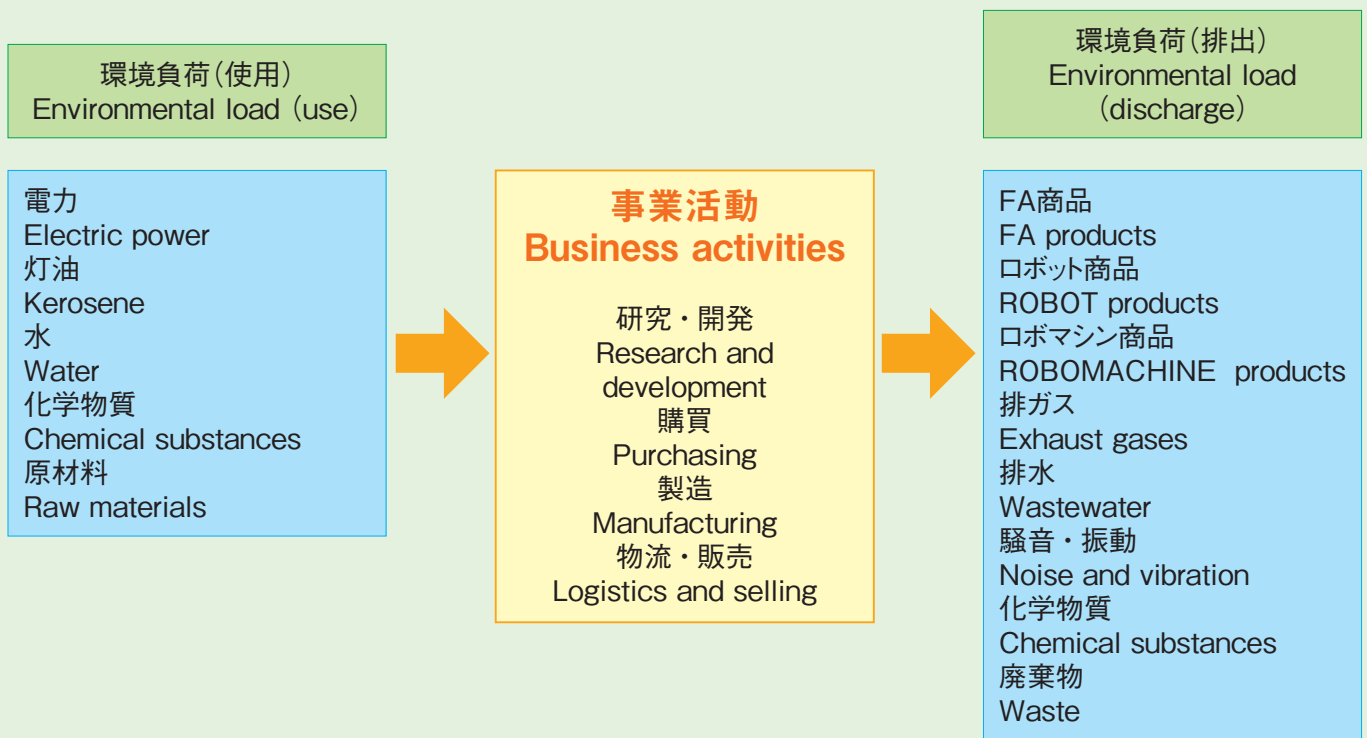 環境負荷（使用）
Environmental load（use）
電力
Electric power
灯油
Kerosene
水
Water
化学物質
Chemical substances
原材料
Raw materials
事業活動
Business activities
研究・開発
Research and
development
購買
Purchasing
製造
Manufacturing
物流・販売
Logistics and selling
環境負荷（排出）
Environmental load
（discharge）
FA商品
FA products
ロボット商品
ROBOT products
ロボマシン商品
ROBOMACHINE products
排ガス
Exhaust gases
排水
Wastewater
騒音・振動
Noise and vibration
化学物質
Chemical substances
廃棄物
Waste